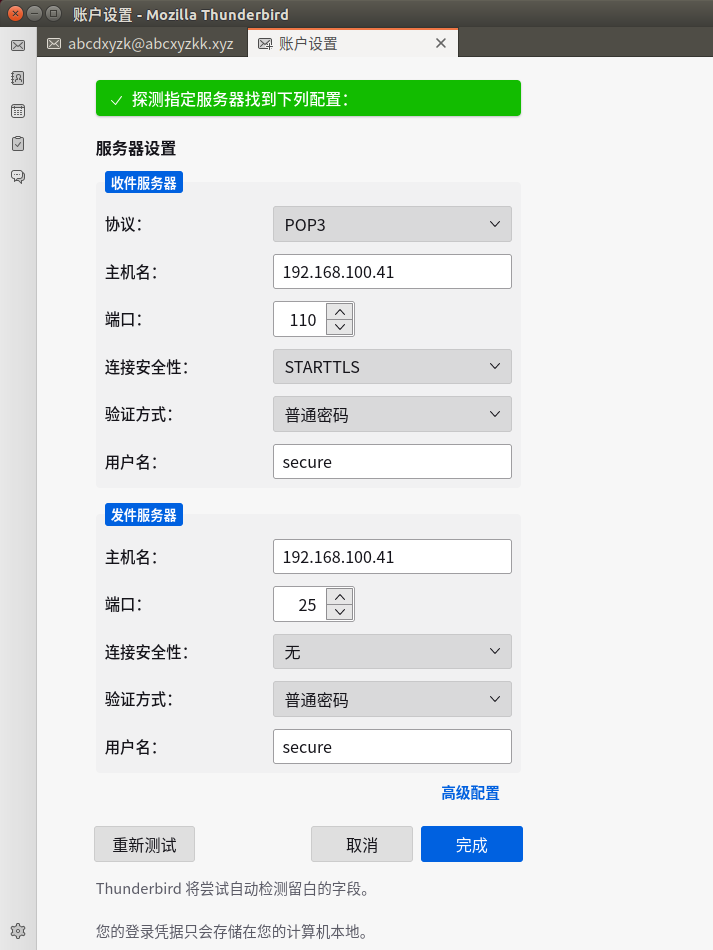 账户设置 - Mozilla Thunderbird
abcdxyzk@abcxyzkk.xyz
账户设置
探测指定服务器找到下列配置：
服务器设置
收件服务器
协议： POP3
主机名： 192.168.100.41
端口： 110
连接安全性： STARTTLS
验证方式： 普通密码
用户名： secure
发件服务器
主机名： 192.168.100.41
端口： 25
连接安全性： 无
验证方式： 普通密码
用户名： secure
高级配置
重新测试 取消 完成
Thunderbird 将尝试自动检测留白的字段。
您的登录凭据只会存储在您的计算机本地。